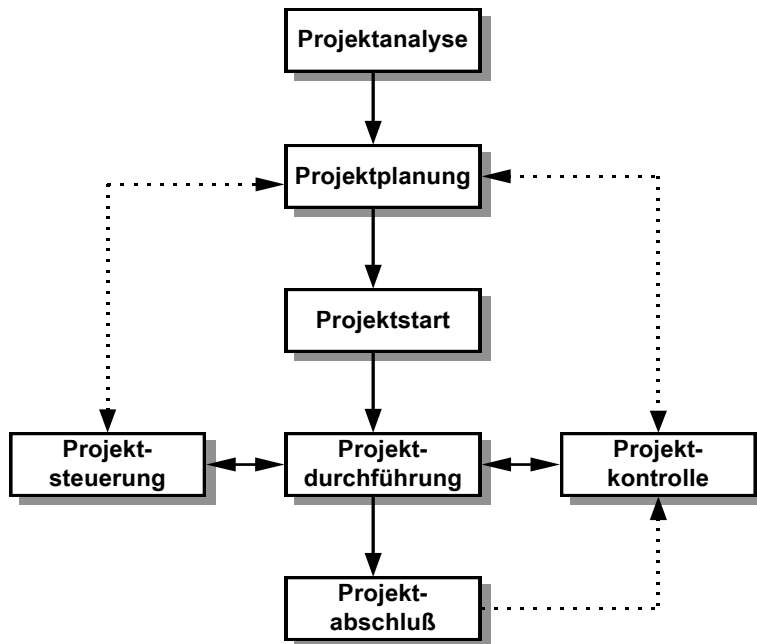 Projektanalyse
Projektplanung
Projektstart
Projekt-
steuerung
Projekt-
durchführung
Projekt-
kontrolle
Projekt-
abschluß